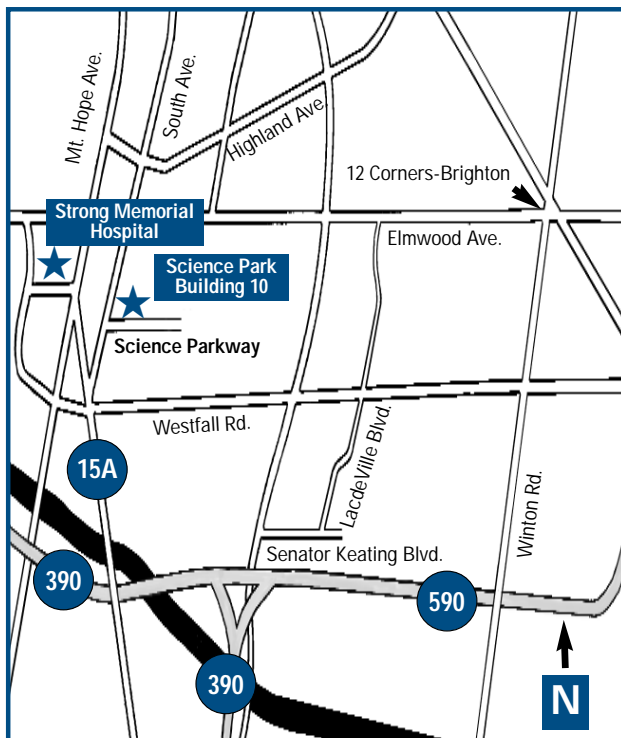 Mt. Hope Ave.
South Ave.
Highland Ave.
12 Corners-Brighton
Strong Memorial
Hospital
Elmwood Ave.
Science Park
Building 10
Science Parkway
Westfall Rd.
15A
LacdeVille Blvd.
Winton Rd.
Senator Keating Blvd.
390
590
390
N